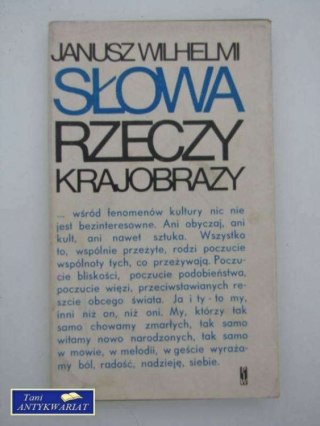 JANUSZ WILHELMI
SŁOWA
RZECZY
KRAJOBRAZY
... wśród fenomenów kultury nic nie
jest bezinteresowne. Ani obyczaj, ani
kult, ani nawet sztuka. Wszystko
to, wspólnie przeżyte, rodzi poczucie
wspólnoty tych, co przeżywają. Poczu-
cie bliskości, poczucie podobieństwa,
poczucie więzi, przeciwstawianych re-
szcie obcego świata. Ja i ty - to my,
inni niż on, niż oni. My, którzy tak
samo chowamy zmarłych, tak samo
witamy nowo narodzonych, tak samo
w mowie, w melodii, w geście wyraża-
my ból, radość, nadzieję, siebie.
Tani
ANTYKWARIAT